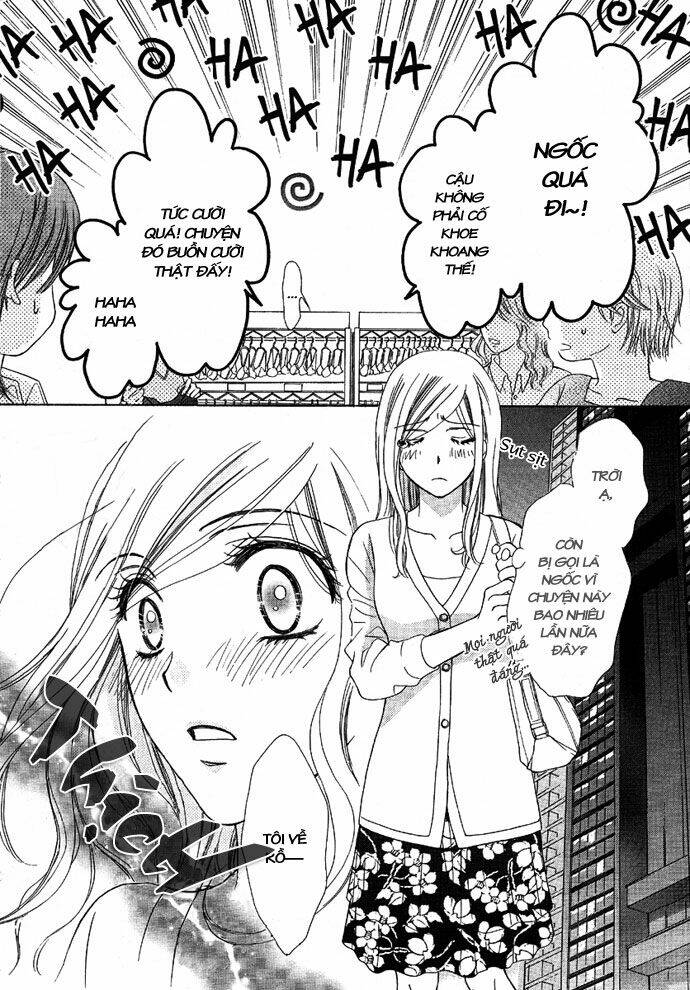 HA HA HA HA HA HA HA HA HA HA HA HA HA
NGỐC
QUÁ
ĐI~!
CẬU
KHÔNG
PHẢI CỐ
KHOE
KHOANG
THẾ!
TỨC CƯỜI
QUÁ! CHUYỆN
ĐÓ BUỒN CƯỜI
THẬT ĐẤY!
HAHA
HAHA
...
TRỜI
Ạ,
CÒN
BỊ GỌI LÀ
NGỐC VÌ
CHUYỆN NÀY
BAO NHIÊU
LẦN NỮA
ĐÂY?
Sụt sịt
Mọi người
thật quá
đáng...
TÔI VỀ
RỒ—
Thịch